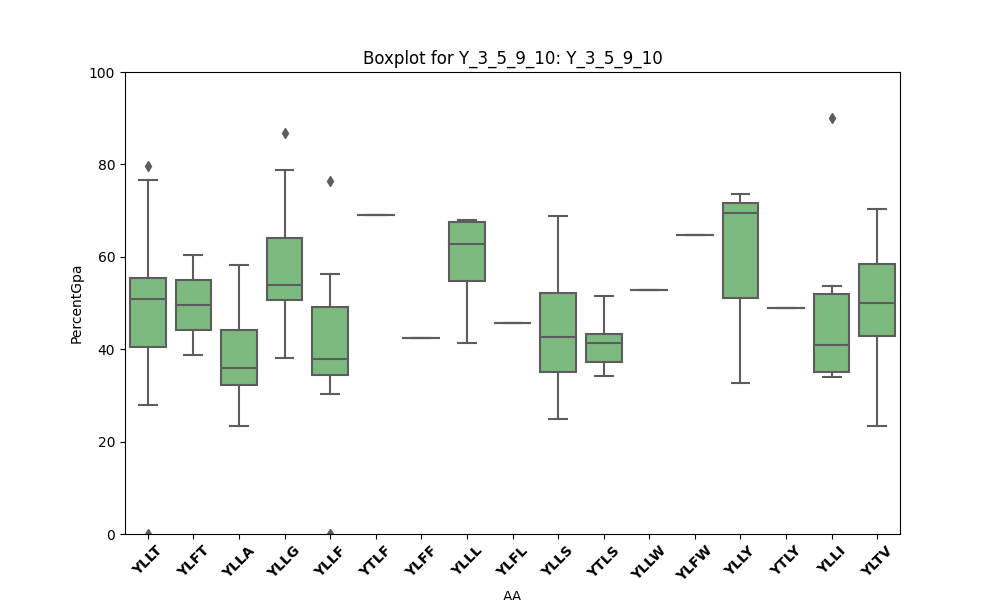 Boxplot for Y_3_5_9_10: Y_3_5_9_10
100
80
60
40
20
0
PercentGpa
YLLT YLFT YLLA YLLG YLLF YTLF YLFF YLLL YLFL YLLS YTLS YLLW YLFW YLLY YTLY YLLI YLTV
AA